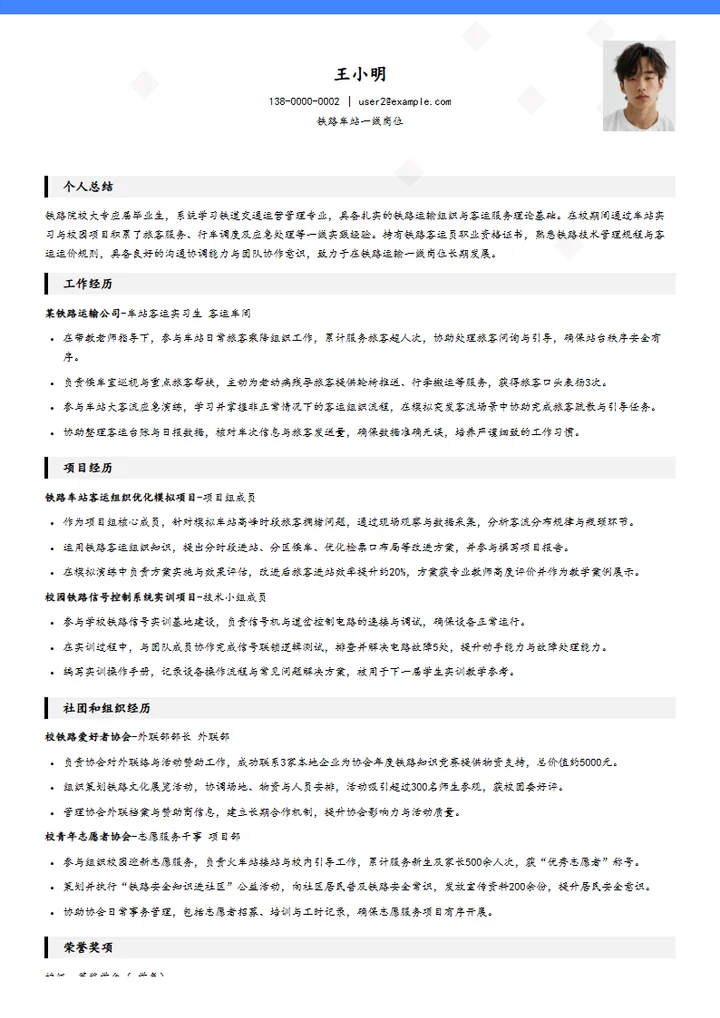 王小明
138-0000-0002 | user2@example.com
铁路车站一线岗位
个人总结
铁路院校大专应届毕业生，系统学习铁道交通运营管理专业，具备扎实的铁路运输组织与客运服务理论基础。在校期间通过车站实
习与校园项目积累了旅客服务、行车调度及应急处理等一线实践经验。持有铁路客运员职业资格证书，熟悉铁路技术管理规程与客
运运价规则，具备良好的沟通协调能力与团队协作意识，致力于在铁路运输一线岗位长期发展。
工作经历
某铁路运输公司-车站客运实习生 客运车间
• 在带教老师指导下，参与车站日常旅客乘降组织工作，累计服务旅客超人次，协助处理旅客问询与引导，确保站台秩序安全有
序。
• 负责候车室巡视与重点旅客帮扶，主动为老幼病残孕旅客提供轮椅推送、行李搬运等服务，获得旅客口头表扬3次。
• 参与车站大客流应急演练，学习并掌握非正常情况下的客运组织流程，在模拟突发客流场景中协助完成旅客疏散与引导任务。
• 协助整理客运台账与日报数据，核对车次信息与旅客发送量，确保数据准确无误，培养严谨细致的工作习惯。
项目经历
铁路车站客运组织优化模拟项目-项目组成员
• 作为项目组核心成员，针对模拟车站高峰时段旅客拥堵问题，通过现场观察与数据采集，分析客流分布规律与瓶颈环节。
• 运用铁路客运组织知识，提出分时段进站、分区候车、优化检票口布局等改进方案，并参与撰写项目报告。
• 在模拟演练中负责方案实施与效果评估，改进后旅客进站效率提升约20%，方案获专业教师高度评价并作为教学案例展示。
校园铁路信号控制系统实训项目-技术小组成员
• 参与学校铁路信号实训基地建设，负责信号机与道岔控制电路的连接与调试，确保设备正常运行。
• 在实训过程中，与团队成员协作完成信号联锁逻辑测试，排查并解决电路故障5处，提升动手能力与故障处理能力。
• 编写实训操作手册，记录设备操作流程与常见问题解决方案，被用于下一届学生实训教学参考。
社团和组织经历
校铁路爱好者协会-外联部部长 外联部
• 负责协会对外联络与活动赞助工作，成功联系3家本地企业为协会年度铁路知识竞赛提供物资支持，总价值约5000元。
• 组织策划铁路文化展览活动，协调场地、物资与人员安排，活动吸引超过300名师生参观，获校团委好评。
• 管理协会外联档案与赞助商信息，建立长期合作机制，提升协会影响力与活动质量。
校青年志愿者协会-志愿服务干事 项目部
• 参与组织校园迎新志愿服务，负责火车站接站与校内引导工作，累计服务新生及家长500余人次，获“优秀志愿者”称号。
• 策划并执行“铁路安全知识进社区”公益活动，向社区居民普及铁路安全常识，发放宣传资料200余份，提升居民安全意识。
• 协助协会日常事务管理，包括志愿者招募、培训与工时记录，确保志愿服务项目有序开展。
荣誉奖项